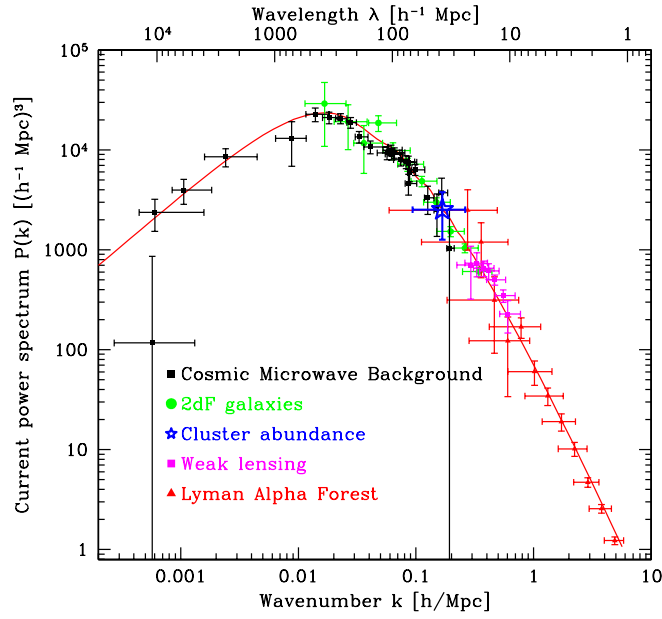 Wavelength λ [h⁻¹ Mpc]
10⁴ 1000 100 10 1
10⁵
10⁴
1000
100
10
1
Current power spectrum P(k) [(h⁻¹ Mpc)³]
Cosmic Microwave Background
2dF galaxies
Cluster abundance
Weak lensing
Lyman Alpha Forest
0.001 0.01 0.1 1 10
Wavenumber k [h/Mpc]